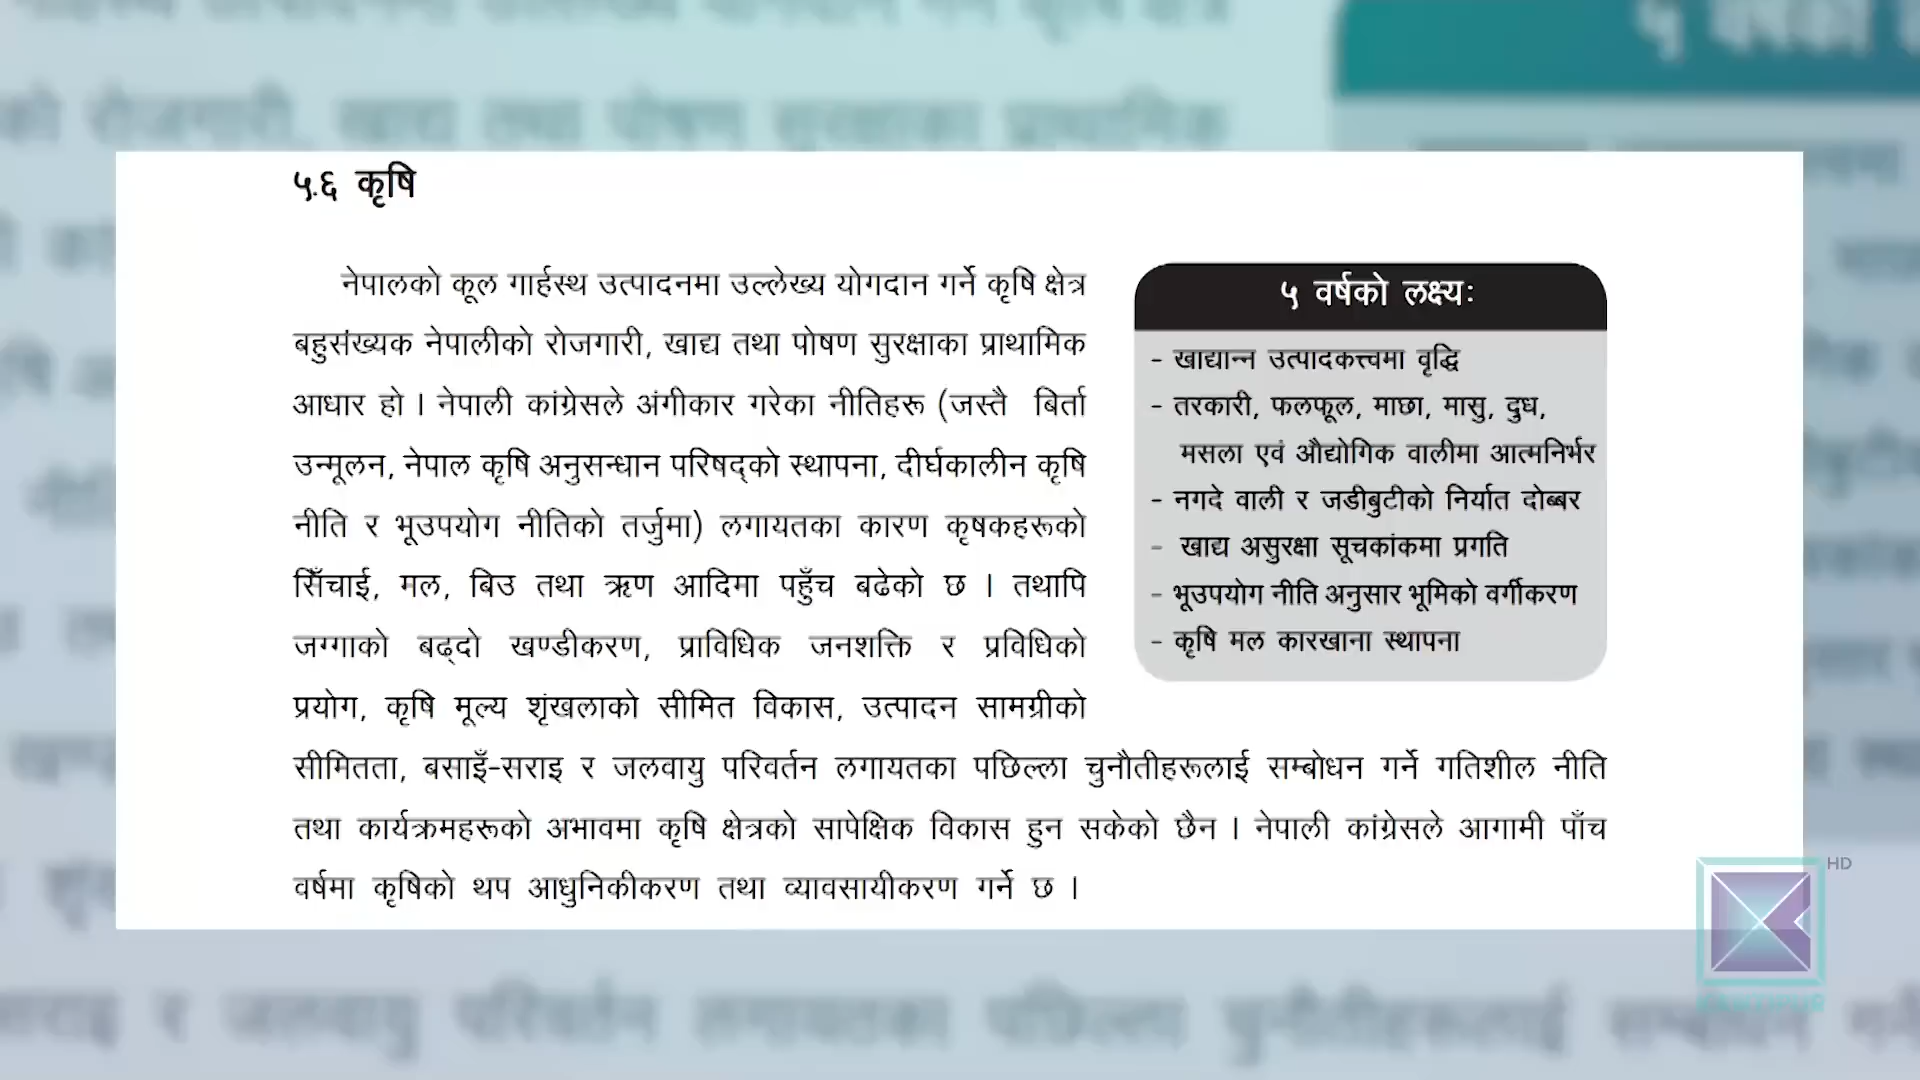 ५.६ कृषि
नेपालको कूल गार्हस्थ उत्पादनमा उल्लेख्य योगदान गर्ने कृषि क्षेत्र
बहुसंख्यक नेपालीको रोजगारी, खाद्य तथा पोषण सुरक्षाका प्राथामिक
आधार हो । नेपाली कांग्रेसले अंगीकार गरेका नीतिहरू (जस्तै बिर्ता
उन्मूलन, नेपाल कृषि अनुसन्धान परिषद्को स्थापना, दीर्घकालीन कृषि
नीति र भूउपयोग नीतिको तर्जुमा) लगायतका कारण कृषकहरूको
सिँचाई, मल, बिउ तथा ऋण आदिमा पहुँच बढेको छ । तथापि
जग्गाको बढ्दो खण्डीकरण, प्राविधिक जनशक्ति र प्रविधिको
प्रयोग, कृषि मूल्य शृंखलाको सीमित विकास, उत्पादन सामग्रीको
सीमितता, बसाइँ-सराइ र जलवायु परिवर्तन लगायतका पछिल्ला चुनौतीहरूलाई सम्बोधन गर्ने गतिशील नीति
तथा कार्यक्रमहरूको अभावमा कृषि क्षेत्रको सापेक्षिक विकास हुन सकेको छैन । नेपाली कांग्रेसले आगामी पाँच
वर्षमा कृषिको थप आधुनिकीकरण तथा व्यावसायीकरण गर्ने छ ।
५ वर्षको लक्ष्य:
- खाद्यान्न उत्पादकत्त्वमा वृद्धि
- तरकारी, फलफूल, माछा, मासु, दुध,
मसला एवं औद्योगिक वालीमा आत्मनिर्भर
- नगदे वाली र जडीबुटीको निर्यात दोब्बर
- खाद्य असुरक्षा सूचकांकमा प्रगति
- भूउपयोग नीति अनुसार भूमिको वर्गीकरण
- कृषि मल कारखाना स्थापना
HD
KANTIPUR